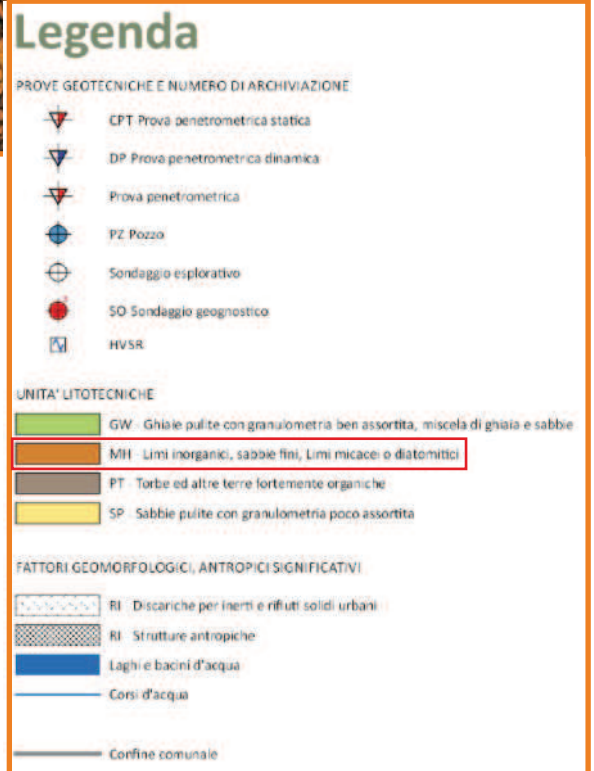 Legenda
PROVE GEOTECNICHE E NUMERO DI ARCHIVIAZIONE
CPT Prova penetrometrica statica
DP Prova penetrometrica dinamica
Prova penetrometrica
PZ Pozzo
Sondaggio esplorativo
SO Sondaggio geognostico
HVSR
UNITA' LITOTECNICHE
GW - Ghiaie pulite con granulometria ben assortita, miscela di ghiaia e sabbie
MH - Limi inorganici, sabbie fini, Limi micacei o diatomitici
PT - Torbe ed altre terre fortemente organiche
SP - Sabbie pulite con granulometria poco assortita
FATTORI GEOMORFOLOGICI, ANTROPICI SIGNIFICATIVI
RI - Discariche per inerti e rifiuti solidi urbani
RI - Strutture antropiche
Laghi e bacini d'acqua
Corsi d'acqua
Confine comunale